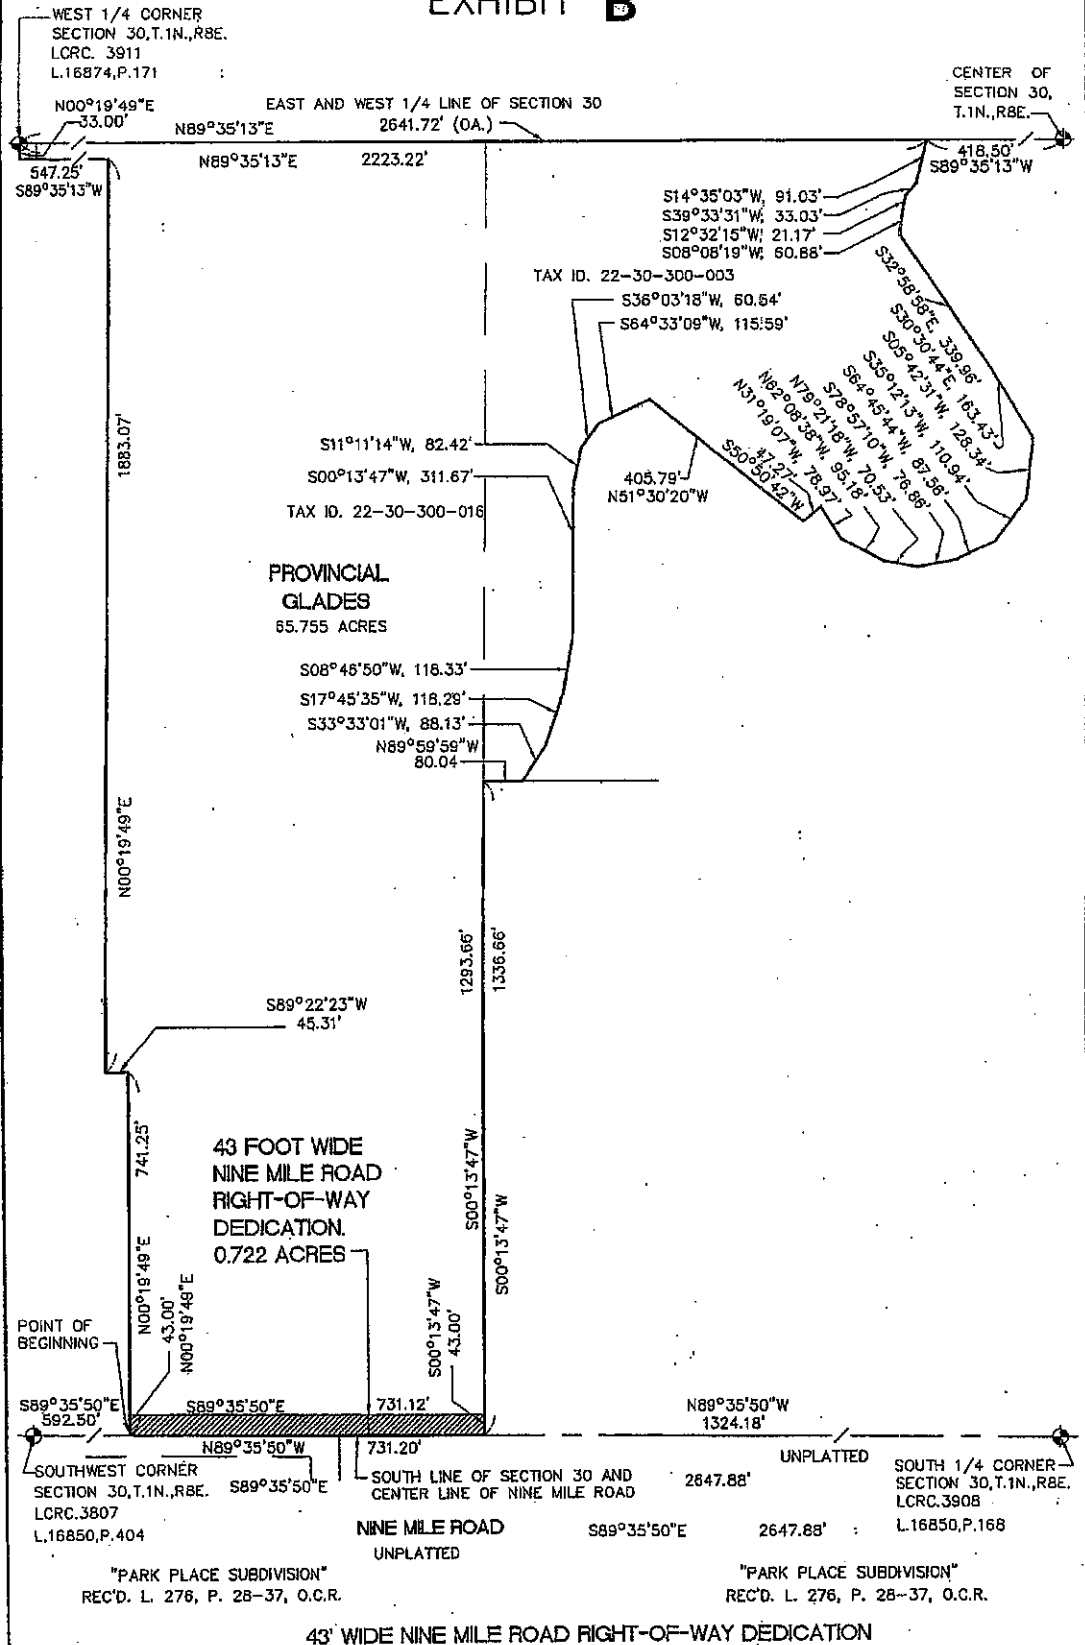 EXHIBIT B
WEST 1/4 CORNER
SECTION 30,T.1N.,R8E.
LCRC. 3911
L.16874,P.171
CENTER OF
SECTION 30,
T.1N.,R8E.
N00°19'49"E
33.00'
EAST AND WEST 1/4 LINE OF SECTION 30
N89°35'13"E 2641.72' (OA.)
547.25'
S89°35'13"W
N89°35'13"E 2223.22'
418.50'
S89°35'13"W
S14°35'03"W, 91.03'
S39°33'31"W, 33.03'
S12°32'15"W, 21.17'
S08°08'19"W, 60.88'
TAX ID. 22-30-300-003
S36°03'18"W, 60.54'
S64°33'09"W, 115.59'
S32°58'58"E, 339.96'
S30°30'44"E, 163.43'
S05°42'31"W, 128.34'
S35°12'13"W, 110.94'
S64°45'44"W, 87.56'
S78°57'10"W, 76.86'
N79°21'18"W, 70.53'
N62°08'38"W, 95.18'
N31°19'07"W, 78.97'
47.27'
S50°50'42"W
405.79'
N51°30'20"W
1883.07'
N00°19'49"E
S11°11'14"W, 82.42'
S00°13'47"W, 311.67'
TAX ID. 22-30-300-016
PROVINCIAL
GLADES
65.755 ACRES
S08°46'50"W, 118.33'
S17°45'35"W, 116.29'
S33°33'01"W, 88.13'
N89°59'59"W
80.04
1293.66'
S00°13'47"W
1336.66'
S00°13'47"W
S89°22'23"W
45.31'
741.25'
N00°19'49"E
43 FOOT WIDE
NINE MILE ROAD
RIGHT-OF-WAY
DEDICATION.
0.722 ACRES
43.00'
N00°19'49"E
S00°13'47"W
43.00'
POINT OF
BEGINNING
S89°35'50"E
592.50'
S89°35'50"E 731.12'
N89°35'50"W
1324.18'
N89°35'50"W 731.20'
UNPLATTED
SOUTHWEST CORNER
SECTION 30,T.1N.,R8E.
LCRC.3807
L.16850,P.404
S89°35'50"E
SOUTH LINE OF SECTION 30 AND
CENTER LINE OF NINE MILE ROAD
2647.88'
SOUTH 1/4 CORNER
SECTION 30,T.1N.,R8E.
LCRC.3908
L.16850,P.168
NINE MILE ROAD S89°35'50"E 2647.88'
UNPLATTED
"PARK PLACE SUBDIVISION"
REC'D. L. 276, P. 28-37, O.C.R.
"PARK PLACE SUBDIVISION"
REC'D. L. 276, P. 28-37, O.C.R.
43' WIDE NINE MILE ROAD RIGHT-OF-WAY DEDICATION